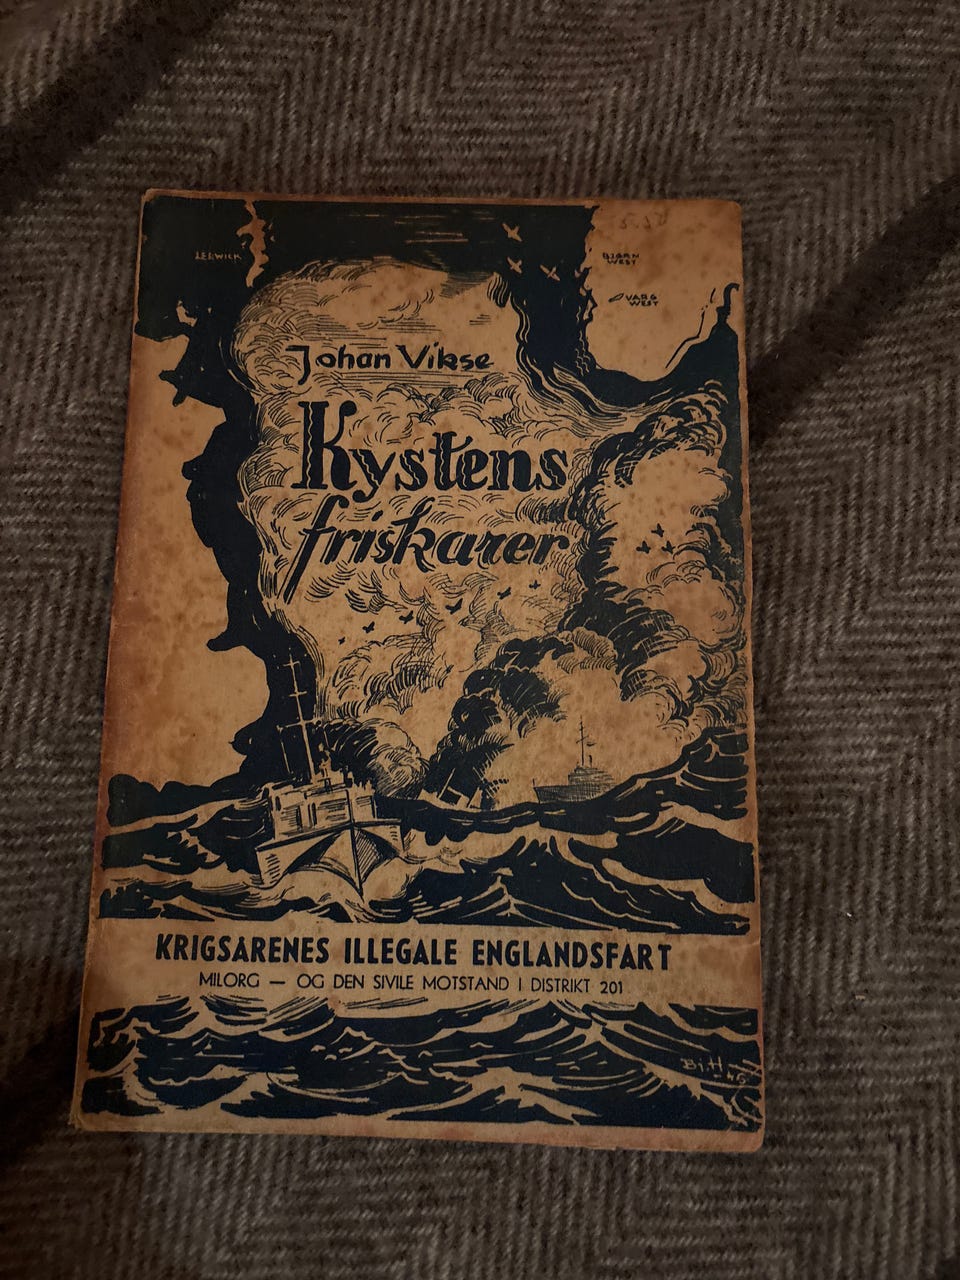 LERWICK
BJØRN
WEST
VARG
WEST
Johan Vikse
Kystens
friskarer
KRIGSÅRENES ILLEGALE ENGLANDSFART
MILORG — OG DEN SIVILE MOTSTAND I DISTRIKT 201